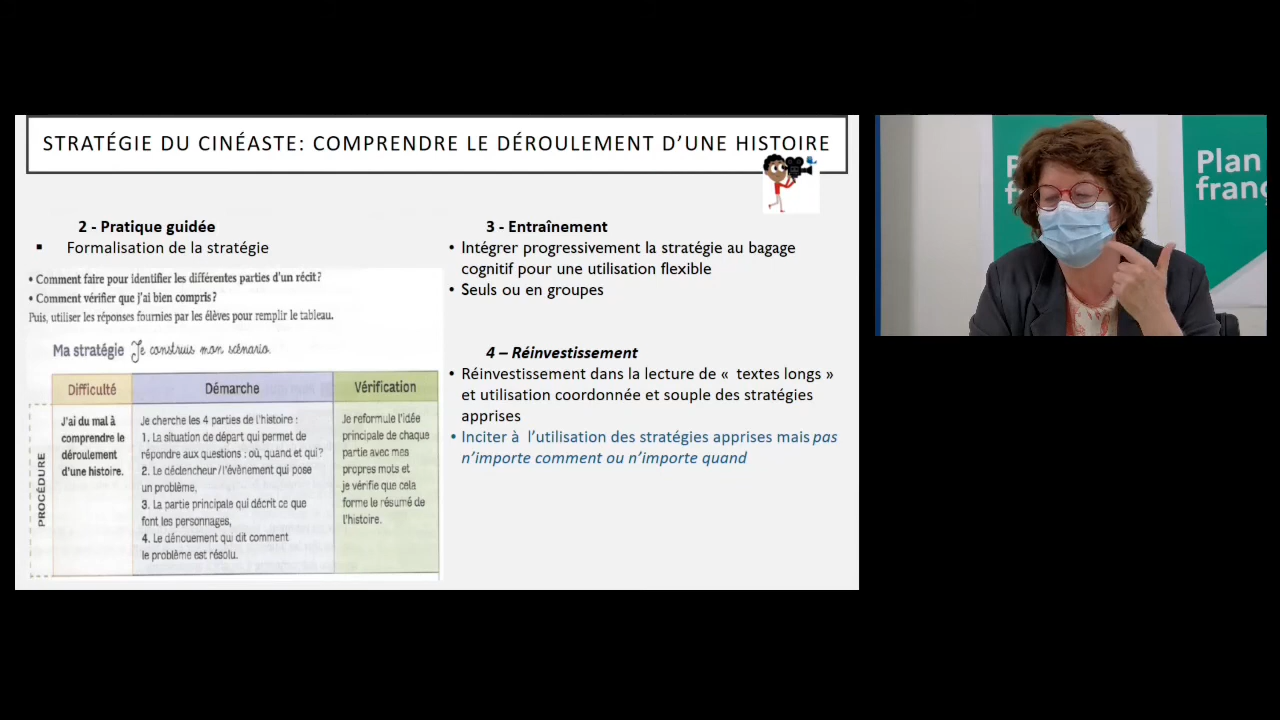 STRATÉGIE DU CINÉASTE: COMPRENDRE LE DÉROULEMENT D'UNE HISTOIRE
2 - Pratique guidée
▪ Formalisation de la stratégie
• Comment faire pour identifier les différentes parties d'un récit?
• Comment vérifier que j'ai bien compris?
Puis, utiliser les réponses fournies par les élèves pour remplir le tableau.
Ma stratégie Je construis mon scénario.
Difficulté
Démarche
Vérification
PROCÉDURE
J'ai du mal à
comprendre le
déroulement
d'une histoire.
Je cherche les 4 parties de l'histoire :
1. La situation de départ qui permet de
répondre aux questions : où, quand et qui?
2. Le déclencheur/l'évènement qui pose
un problème,
3. La partie principale qui décrit ce que
font les personnages,
4. Le dénouement qui dit comment
le problème est résolu.
Je reformule l'idée
principale de chaque
partie avec mes
propres mots et
je vérifie que cela
forme le résumé de
l'histoire.
3 - Entraînement
• Intégrer progressivement la stratégie au bagage
cognitif pour une utilisation flexible
• Seuls ou en groupes
4 – Réinvestissement
• Réinvestissement dans la lecture de « textes longs »
et utilisation coordonnée et souple des stratégies
apprises
• Inciter à l'utilisation des stratégies apprises mais pas
n'importe comment ou n'importe quand
Plan
franç